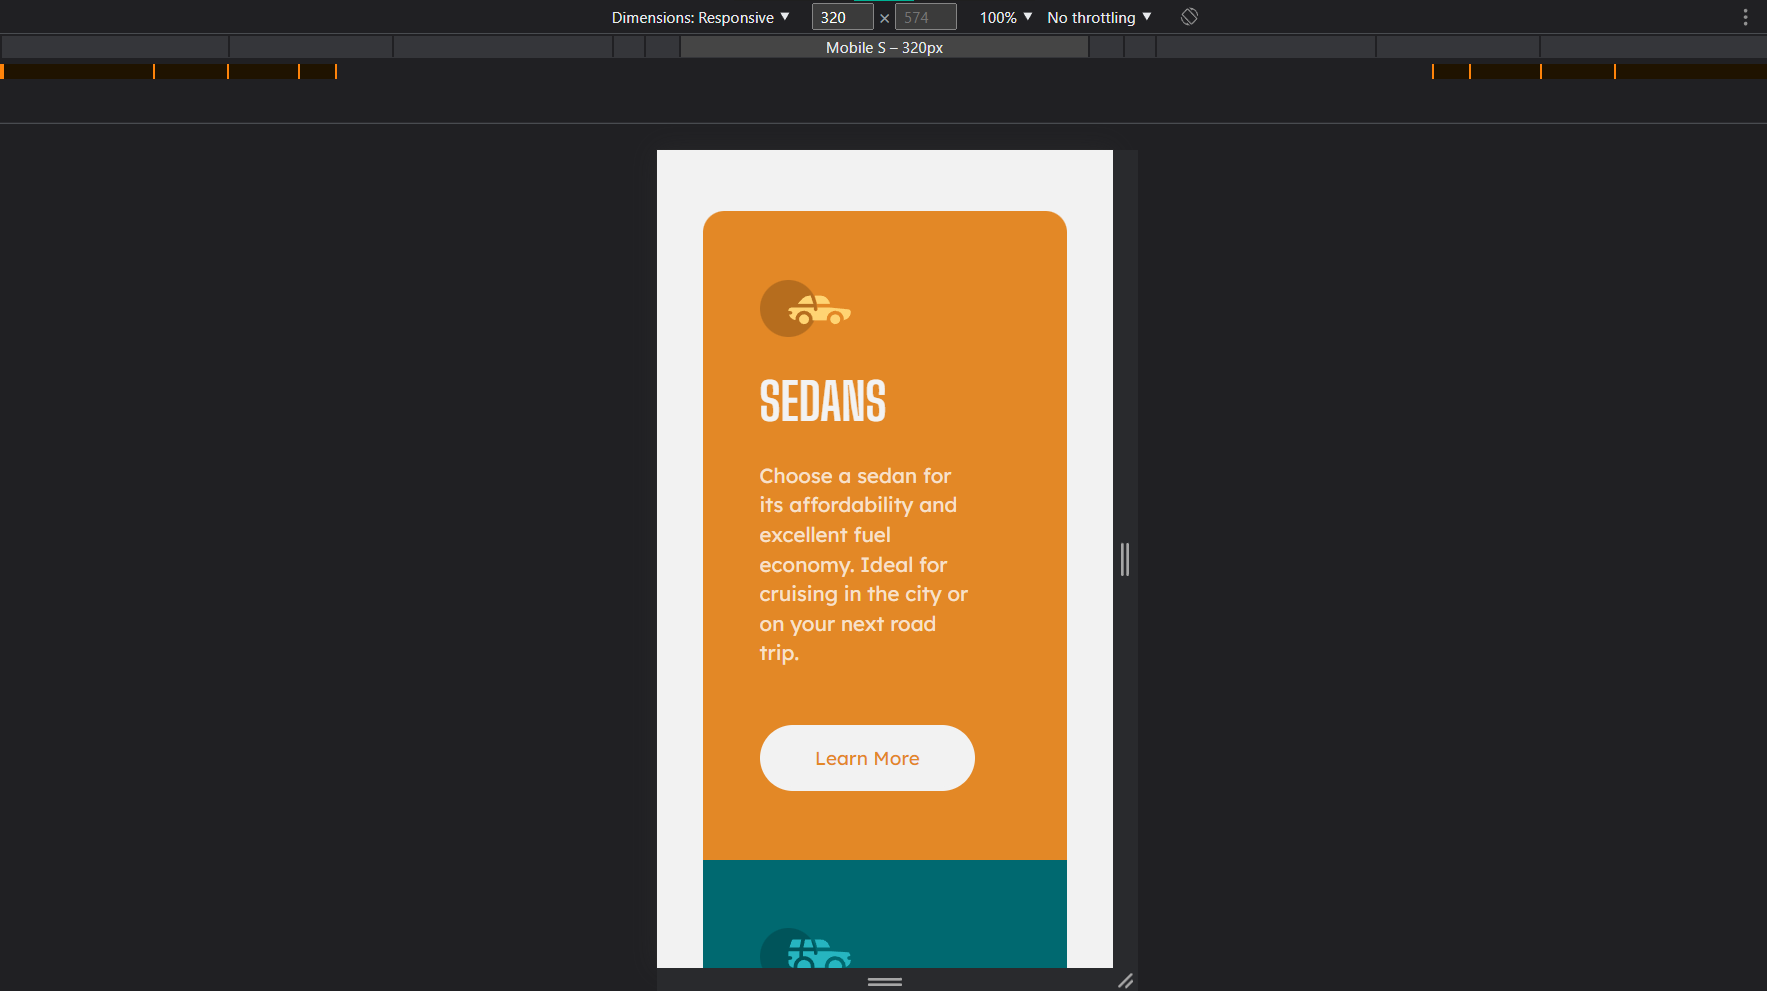 Dimensions: Responsive ▼ 320 × 574 100% ▼ No throttling ▼
Mobile S – 320px
SEDANS
Choose a sedan for
its affordability and
excellent fuel
economy. Ideal for
cruising in the city or
on your next road
trip.
Learn More